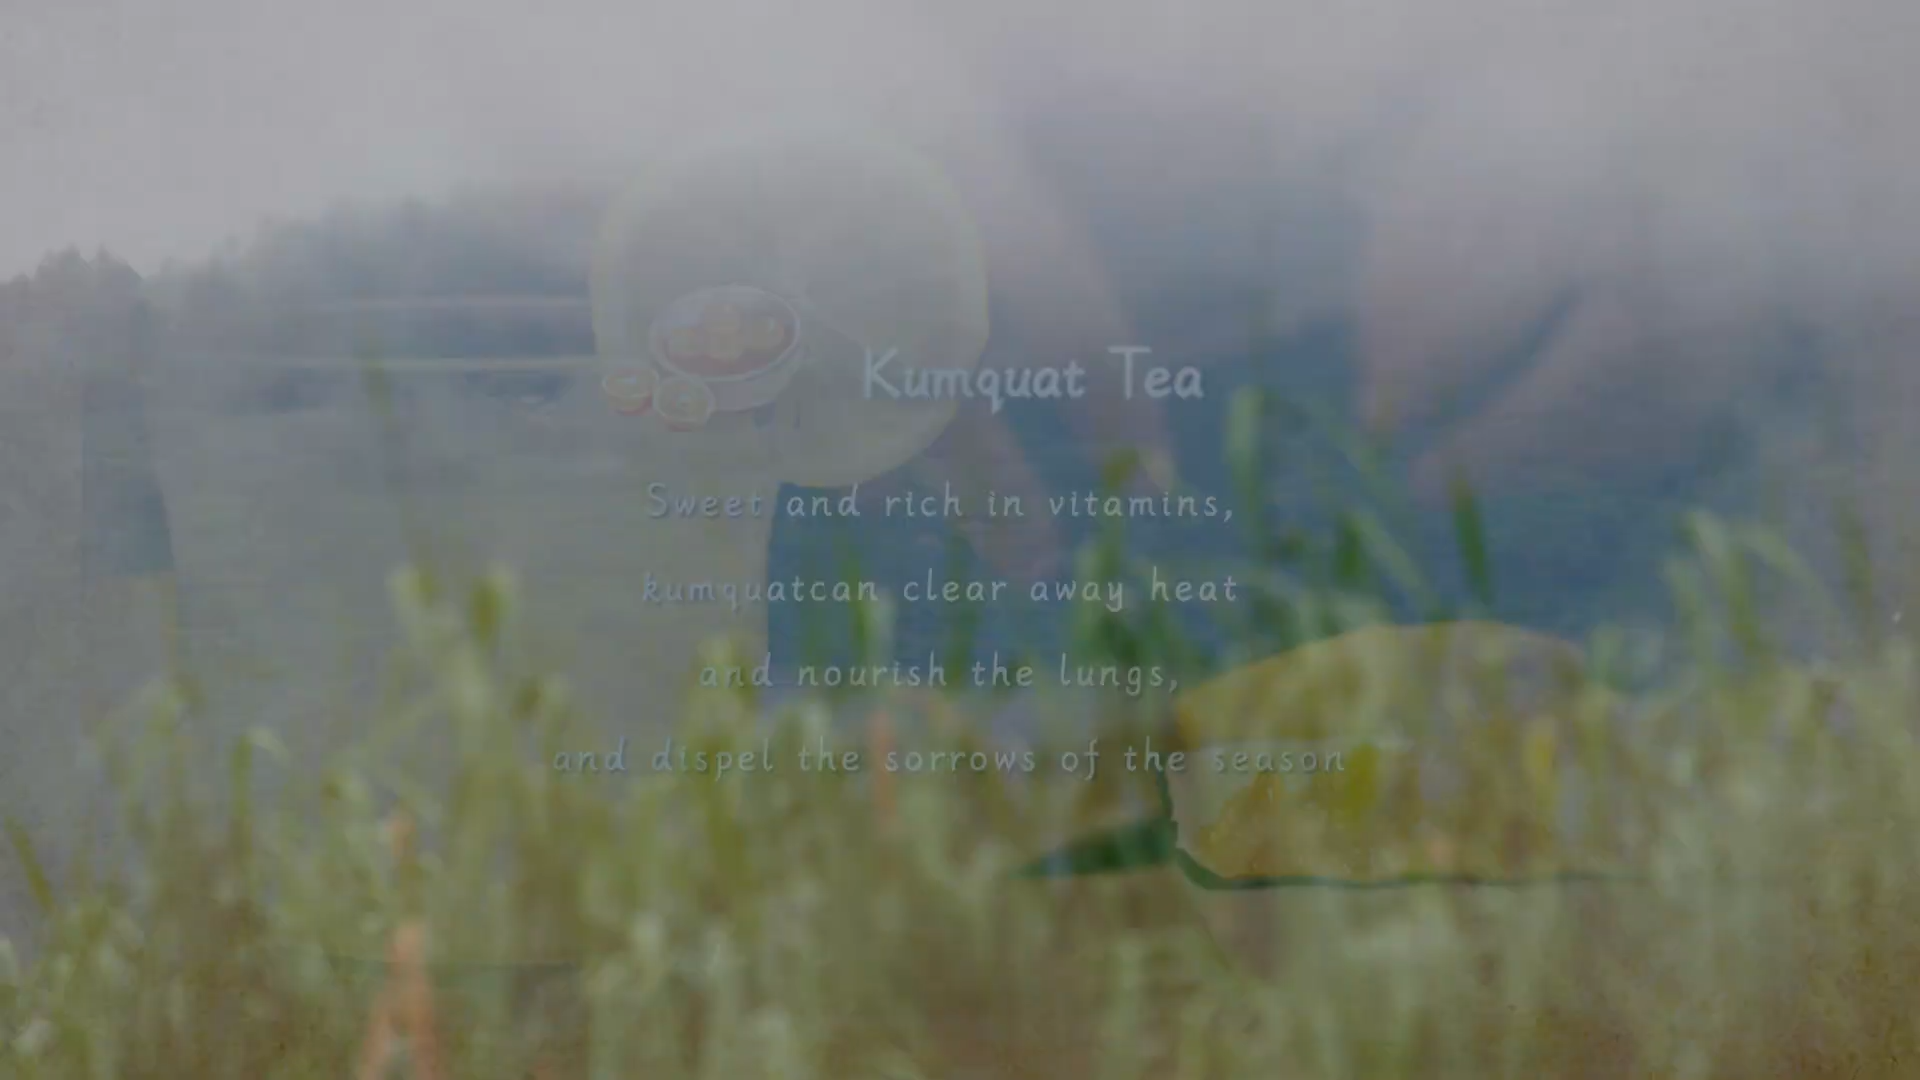 Kumquat Tea
Sweet and rich in vitamins,
kumquatcan clear away heat
and nourish the lungs,
and dispel the sorrows of the season